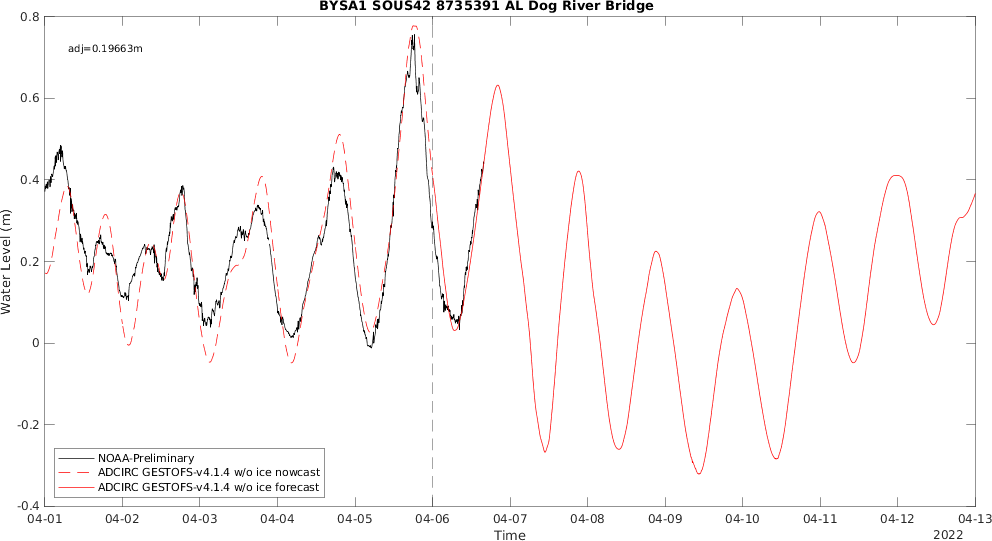 BYSA1 SOUS42 8735391 AL Dog River Bridge
adj=0.19663m
0.8
0.6
0.4
0.2
0
-0.2
-0.4
Water Level (m)
NOAA-Preliminary
ADCIRC GESTOFS-v4.1.4 w/o ice nowcast
ADCIRC GESTOFS-v4.1.4 w/o ice forecast
04-01 04-02 04-03 04-04 04-05 04-06 04-07 04-08 04-09 04-10 04-11 04-12 04-13
Time
2022